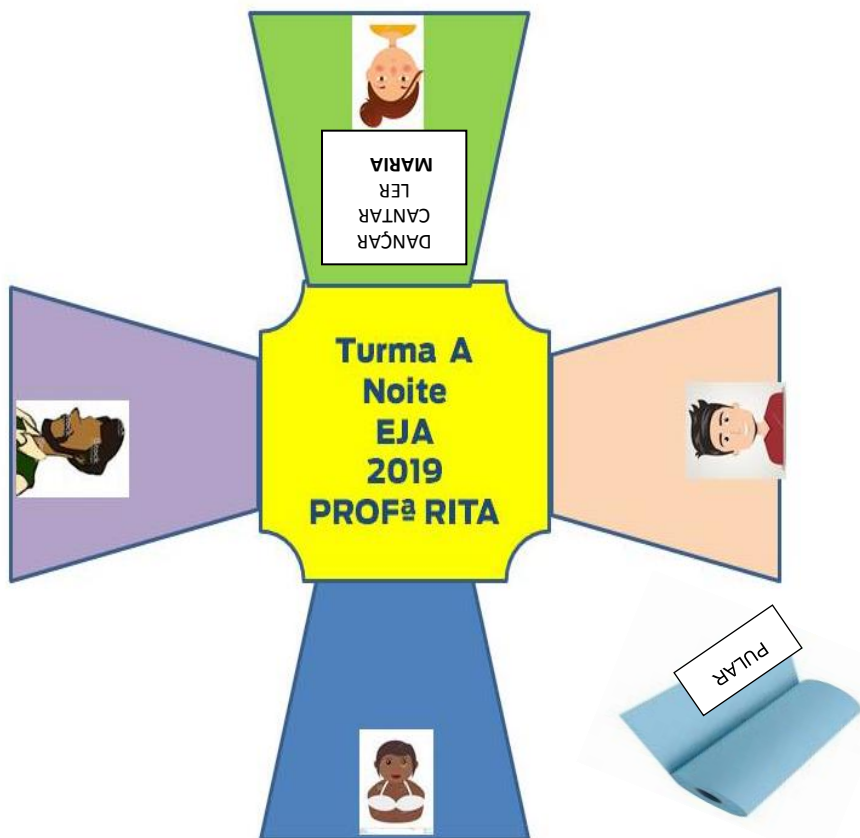 MARIA
LER
CANTAR
DANÇAR
Turma A
Noite
EJA
2019
PROFª RITA
PULAR